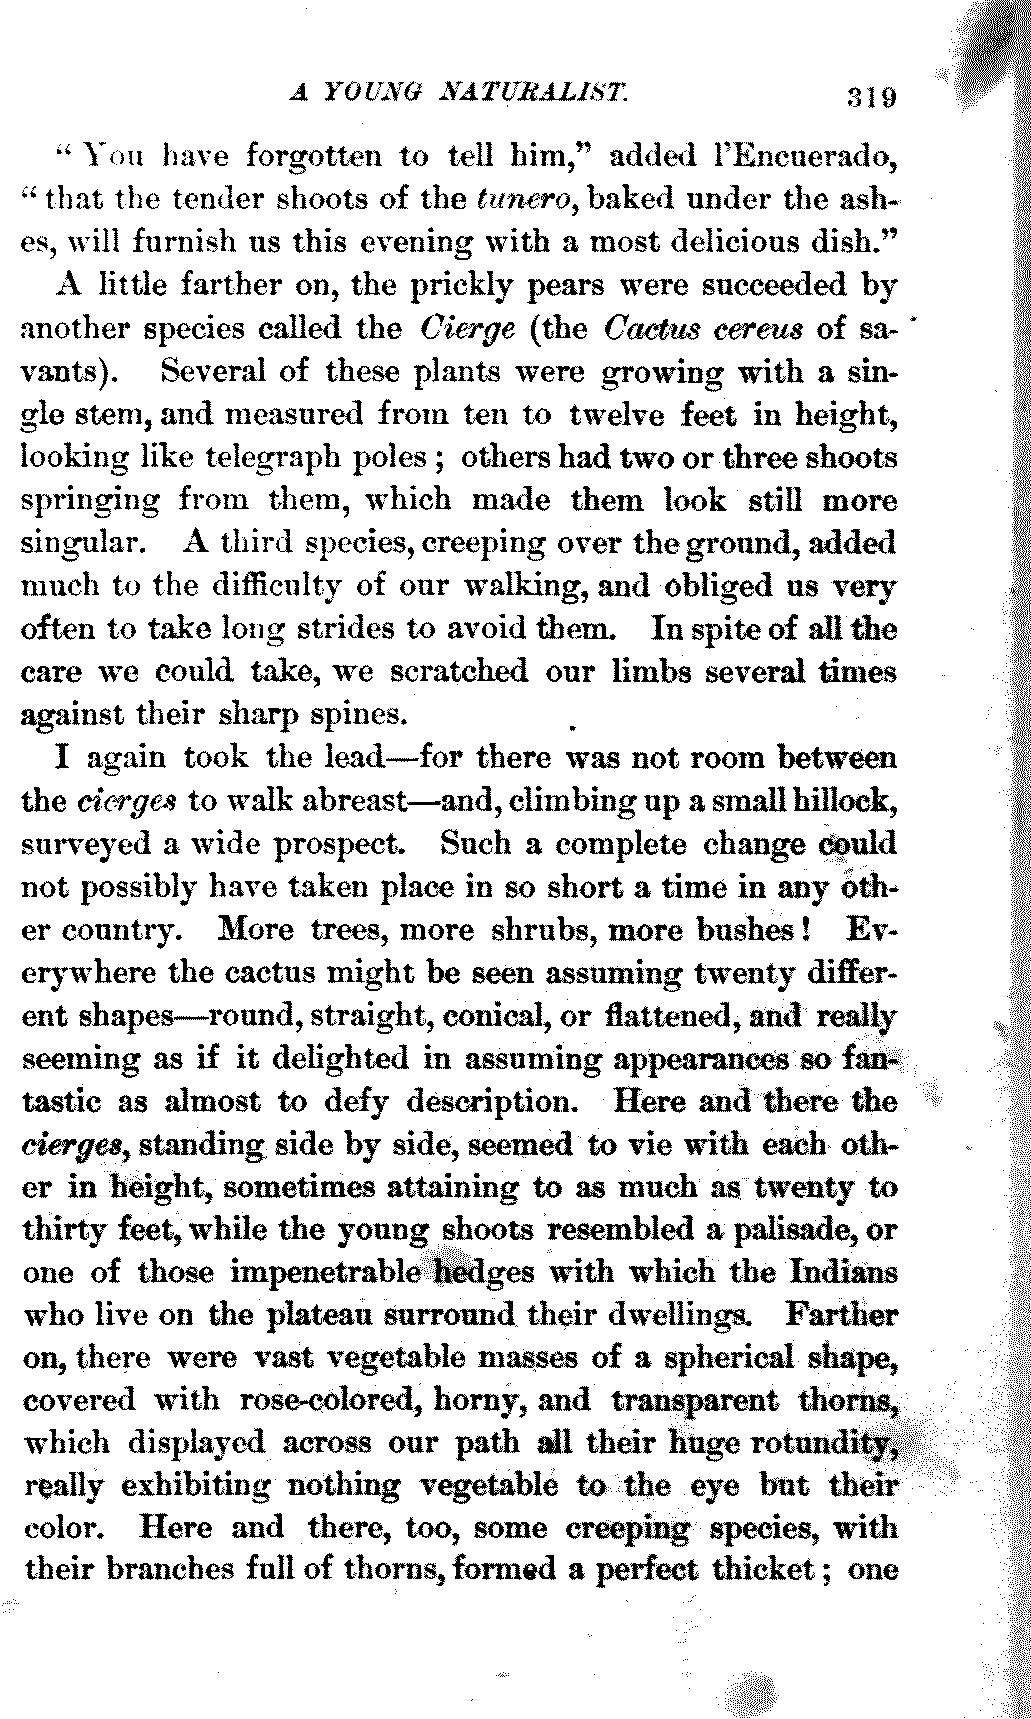 A YOUNG NATURALIST. 319
“ You have forgotten to tell him,” added l’Encuerado,
“ that the tender shoots of the tunero, baked under the ash-
es, will furnish us this evening with a most delicious dish.”
A little farther on, the prickly pears were succeeded by
another species called the Cierge (the Cactus cereus of sa-
vants). Several of these plants were growing with a sin-
gle stem, and measured from ten to twelve feet in height,
looking like telegraph poles ; others had two or three shoots
springing from them, which made them look still more
singular. A third species, creeping over the ground, added
much to the difficulty of our walking, and obliged us very
often to take long strides to avoid them. In spite of all the
care we could take, we scratched our limbs several times
against their sharp spines.
I again took the lead—for there was not room between
the cierges to walk abreast—and, climbing up a small hillock,
surveyed a wide prospect. Such a complete change could
not possibly have taken place in so short a time in any oth-
er country. More trees, more shrubs, more bushes ! Ev-
erywhere the cactus might be seen assuming twenty differ-
ent shapes—round, straight, conical, or flattened, and really
seeming as if it delighted in assuming appearances so fan-
tastic as almost to defy description. Here and there the
cierges, standing side by side, seemed to vie with each oth-
er in height, sometimes attaining to as much as twenty to
thirty feet, while the young shoots resembled a palisade, or
one of those impenetrable hedges with which the Indians
who live on the plateau surround their dwellings. Farther
on, there were vast vegetable masses of a spherical shape,
covered with rose-colored, horny, and transparent thorns,
which displayed across our path all their huge rotundity,
really exhibiting nothing vegetable to the eye but their
color. Here and there, too, some creeping species, with
their branches full of thorns, formed a perfect thicket ; one